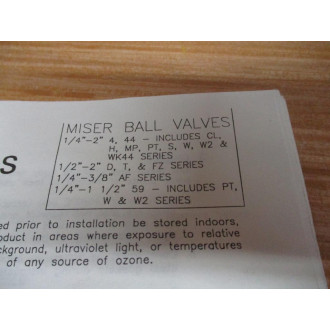 MISER BALL VALVES
1/4"-2" 4, 44 - INCLUDES CL,
H, MP, PT, S, W, W2 &
WK44 SERIES
1/2"-2" D, T, & FZ SERIES
1/4"-3/8" AF SERIES
1/4"-1 1/2" 59 - INCLUDES PT,
W & W2 SERIES
S
ed prior to installation be stored indoors,
oduct in areas where exposure to relative
ckground, ultraviolet light, or temperatures
of any source of ozone.